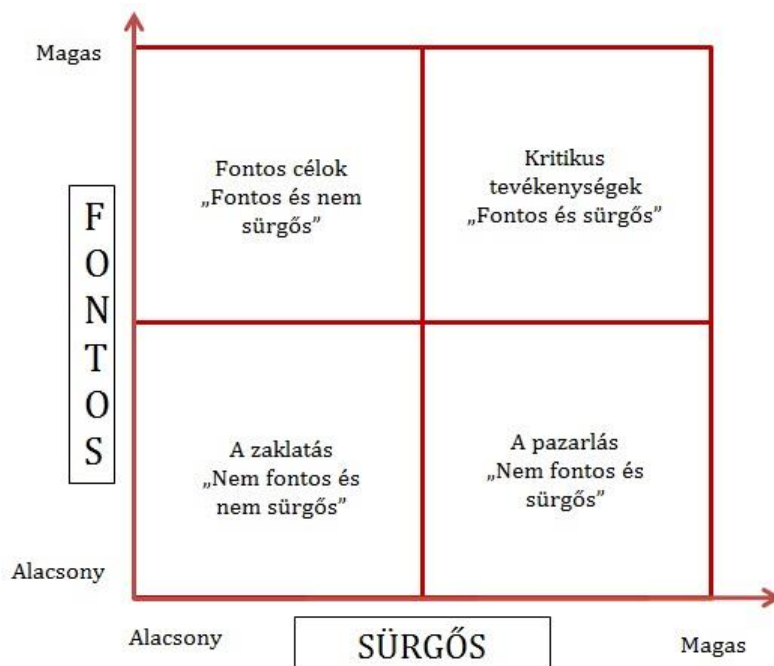 Magas
Fontos célok
„Fontos és nem
sürgős”
Kritikus
tevékenységek
„Fontos és sürgős”
FONTOS
A zaklatás
„Nem fontos és
nem sürgős”
A pazarlás
„Nem fontos és
sürgős”
Alacsony
Alacsony
SÜRGŐS
Magas